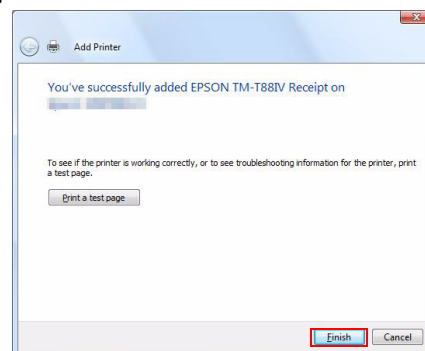 Add Printer
You've successfully added EPSON TM-T88IV Receipt on
To see if the printer is working correctly, or to see troubleshooting information for the printer, print
a test page.
Print a test page
Finish Cancel